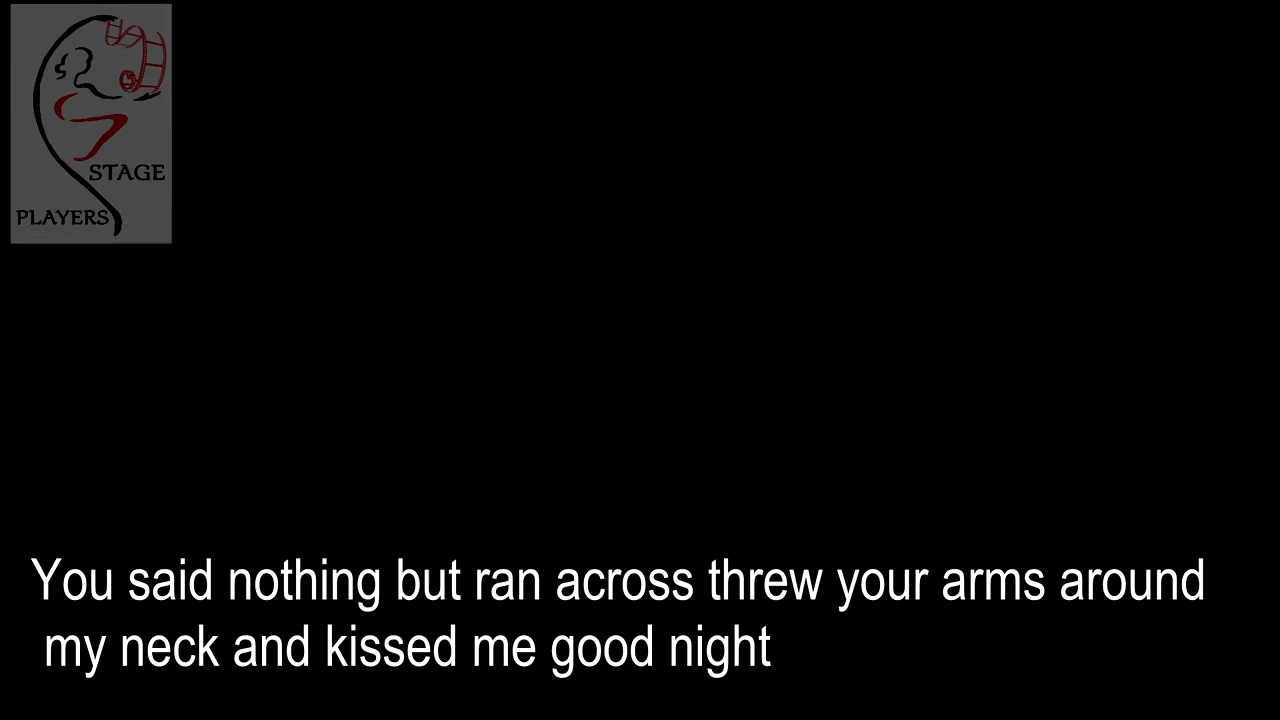 STAGE
PLAYERS
You said nothing but ran across threw your arms around
my neck and kissed me good night